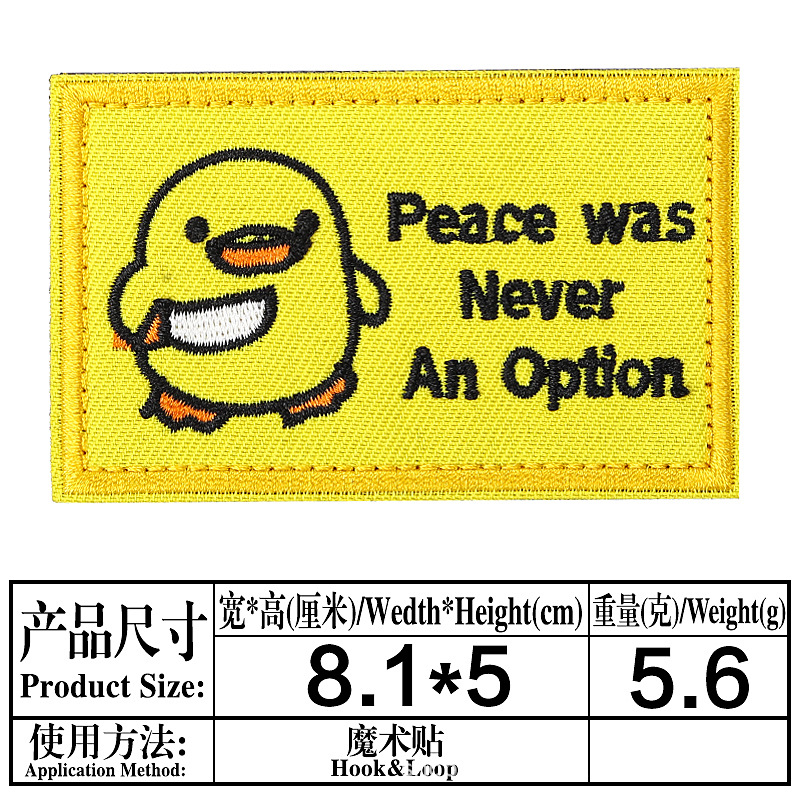 Peace was
Never
An Option
产品尺寸
Product Size:
宽*高(厘米)/Wedth*Height(cm)
重量(克)/Weight(g)
8.1*5
5.6
使用方法:
Application Method:
魔术贴
Hook&Loop